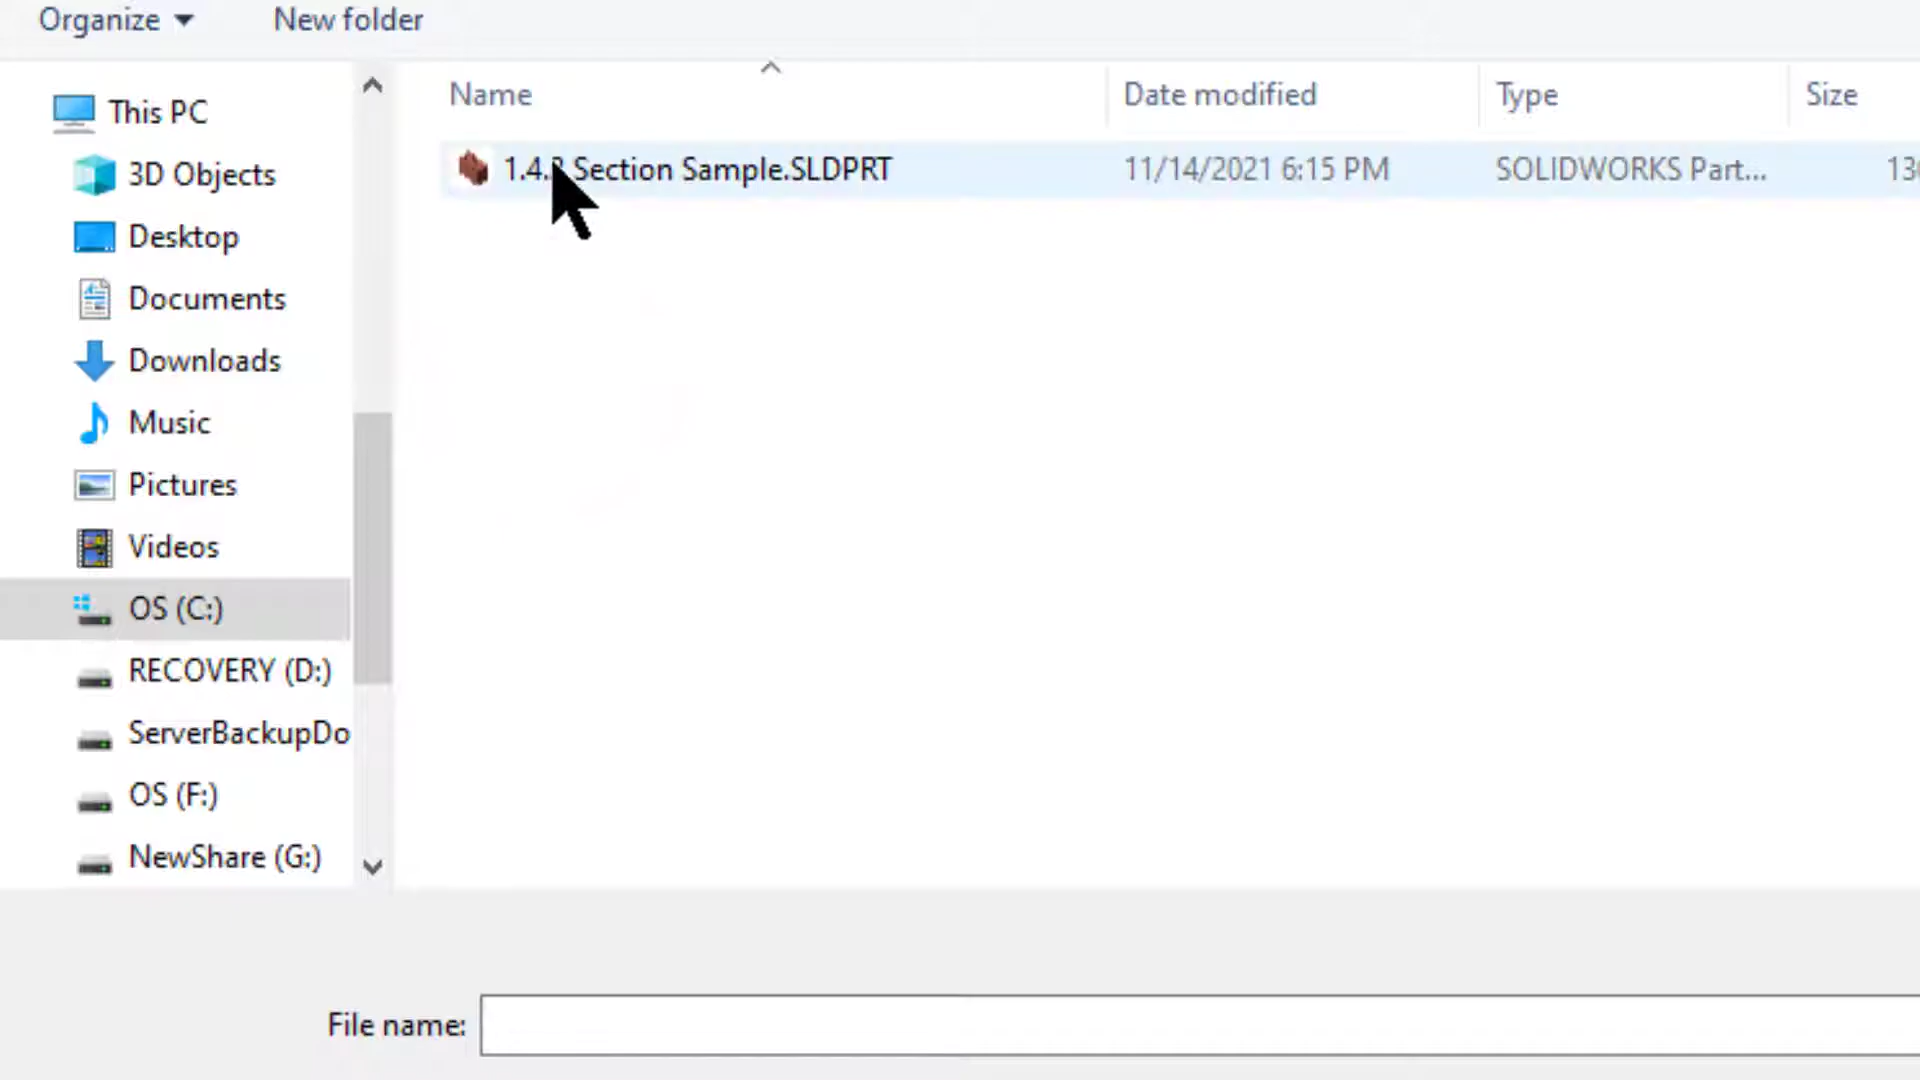 Organize New folder
Name Date modified Type Size
This PC
3D Objects
Desktop
Documents
Downloads
Music
Pictures
Videos
OS (C:)
RECOVERY (D:)
ServerBackupDo
OS (F:)
NewShare (G:)
Section Sample.SLDPRT 11/14/2021 6:15 PM SOLIDWORKS Part...
File name: